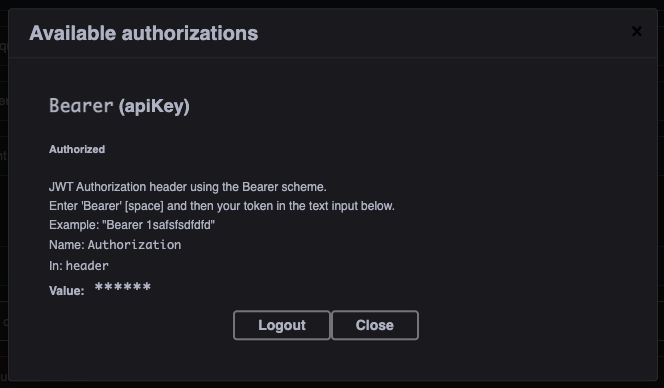 Available authorizations
×
Bearer (apiKey)
Authorized
JWT Authorization header using the Bearer scheme.
Enter 'Bearer' [space] and then your token in the text input below.
Example: "Bearer 1safsfsdfdfd"
Name: Authorization
In: header
Value: ******
Logout Close